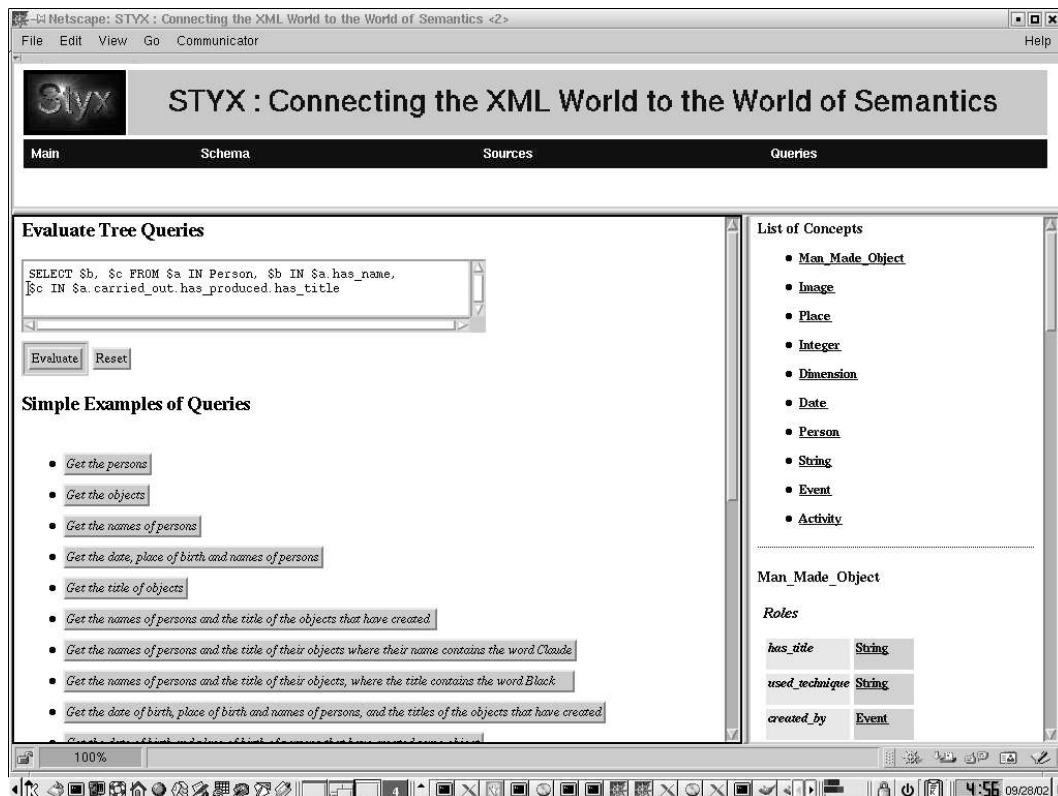 Netscape: STYX : Connecting the XML World to the World of Semantics <2>
File Edit View Go Communicator Help
Styx
STYX : Connecting the XML World to the World of Semantics
Main Schema Sources Queries
Evaluate Tree Queries
SELECT $b, $c FROM $a IN Person, $b IN $a.has_name,
$c IN $a.carried_out.has_produced.has_title
Evaluate Reset
Simple Examples of Queries
Get the persons
Get the objects
Get the names of persons
Get the date, place of birth and names of persons
Get the title of objects
Get the names of persons and the title of the objects that have created
Get the names of persons and the title of their objects where their name contains the word Claude
Get the names of persons and the title of their objects, where the title contains the word Black
Get the date of birth, place of birth and names of persons, and the titles of the objects that have created
List of Concepts
Man_Made_Object
Image
Place
Integer
Dimension
Date
Person
String
Event
Activity
Man_Made_Object
Roles
has_title String
used_technique String
created_by Event
100%
4
4:56 09/28/02